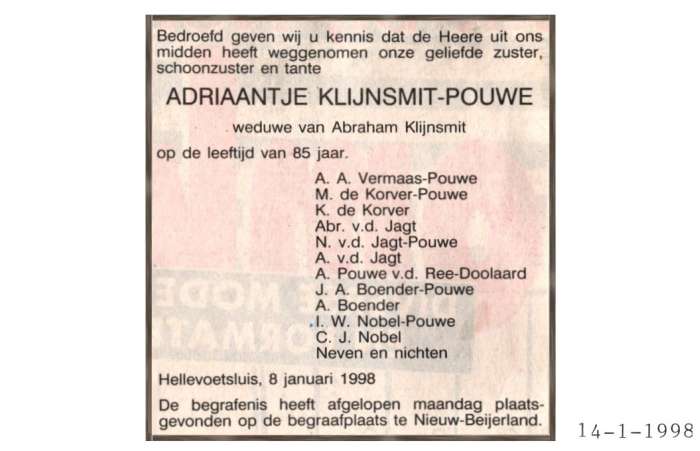 Bedroefd geven wij u kennis dat de Heere uit ons
midden heeft weggenomen onze geliefde zuster,
schoonzuster en tante
ADRIAANTJE KLIJNSMIT-POUWE
weduwe van Abraham Klijnsmit
op de leeftijd van 85 jaar.
A. A. Vermaas-Pouwe
M. de Korver-Pouwe
K. de Korver
Abr. v.d. Jagt
N. v.d. Jagt-Pouwe
A. v.d. Jagt
A. Pouwe v.d. Ree-Doolaard
J. A. Boender-Pouwe
A. Boender
I. W. Nobel-Pouwe
C. J. Nobel
Neven en nichten
Hellevoetsluis, 8 januari 1998
De begrafenis heeft afgelopen maandag plaats-
gevonden op de begraafplaats te Nieuw-Beijerland.
14-1-1998